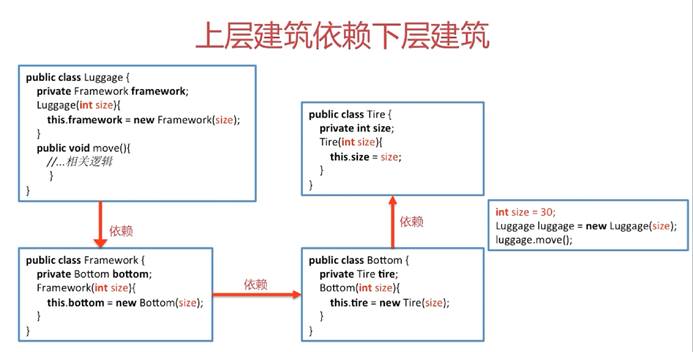 上层建筑依赖下层建筑
public class Luggage {
private Framework framework;
Luggage(int size){
this.framework = new Framework(size);
}
public void move(){
//...相关逻辑
}
}
依赖
public class Framework {
private Bottom bottom;
Framework(int size){
this.bottom = new Bottom(size);
}
}
依赖
public class Bottom {
private Tire tire;
Bottom(int size){
this.tire = new Tire(size);
}
}
依赖
public class Tire {
private int size;
Tire(int size){
this.size = size;
}
}
int size = 30;
Luggage luggage = new Luggage(size);
luggage.move();